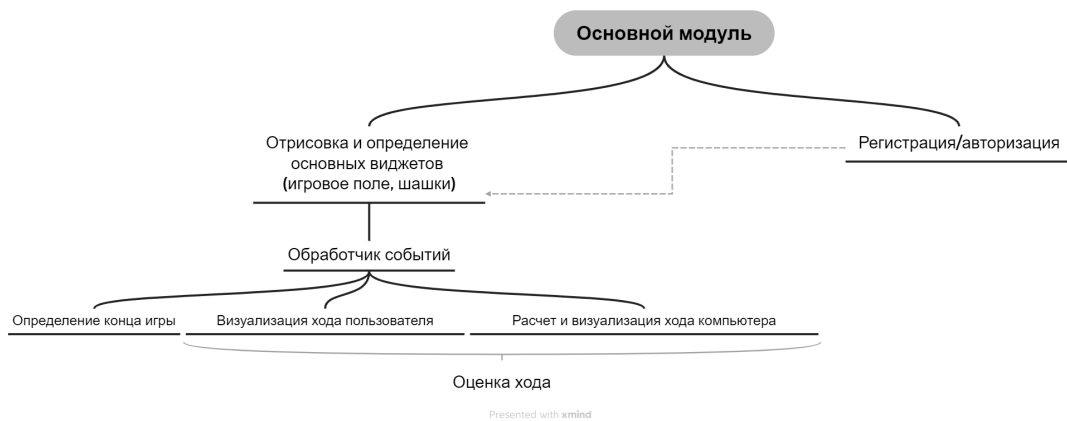 Основной модуль
Отрисовка и определение
основных виджетов
(игровое поле, шашки)
Регистрация/авторизация
Обработчик событий
Определение конца игры
Визуализация хода пользователя
Расчет и визуализация хода компьютера
Оценка хода
Presented with xmind